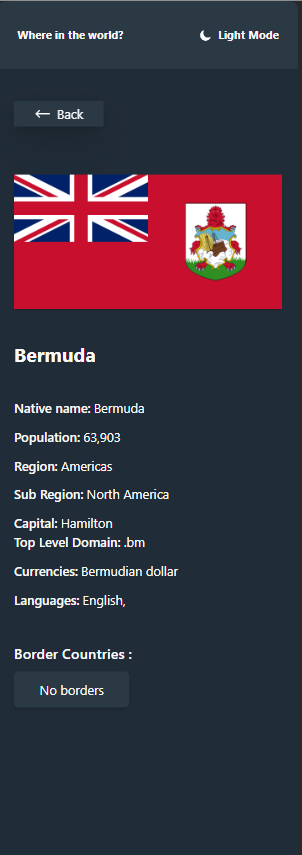 Where in the world? Light Mode
Back
Bermuda
Native name: Bermuda
Population: 63,903
Region: Americas
Sub Region: North America
Capital: Hamilton
Top Level Domain: .bm
Currencies: Bermudian dollar
Languages: English,
Border Countries :
No borders